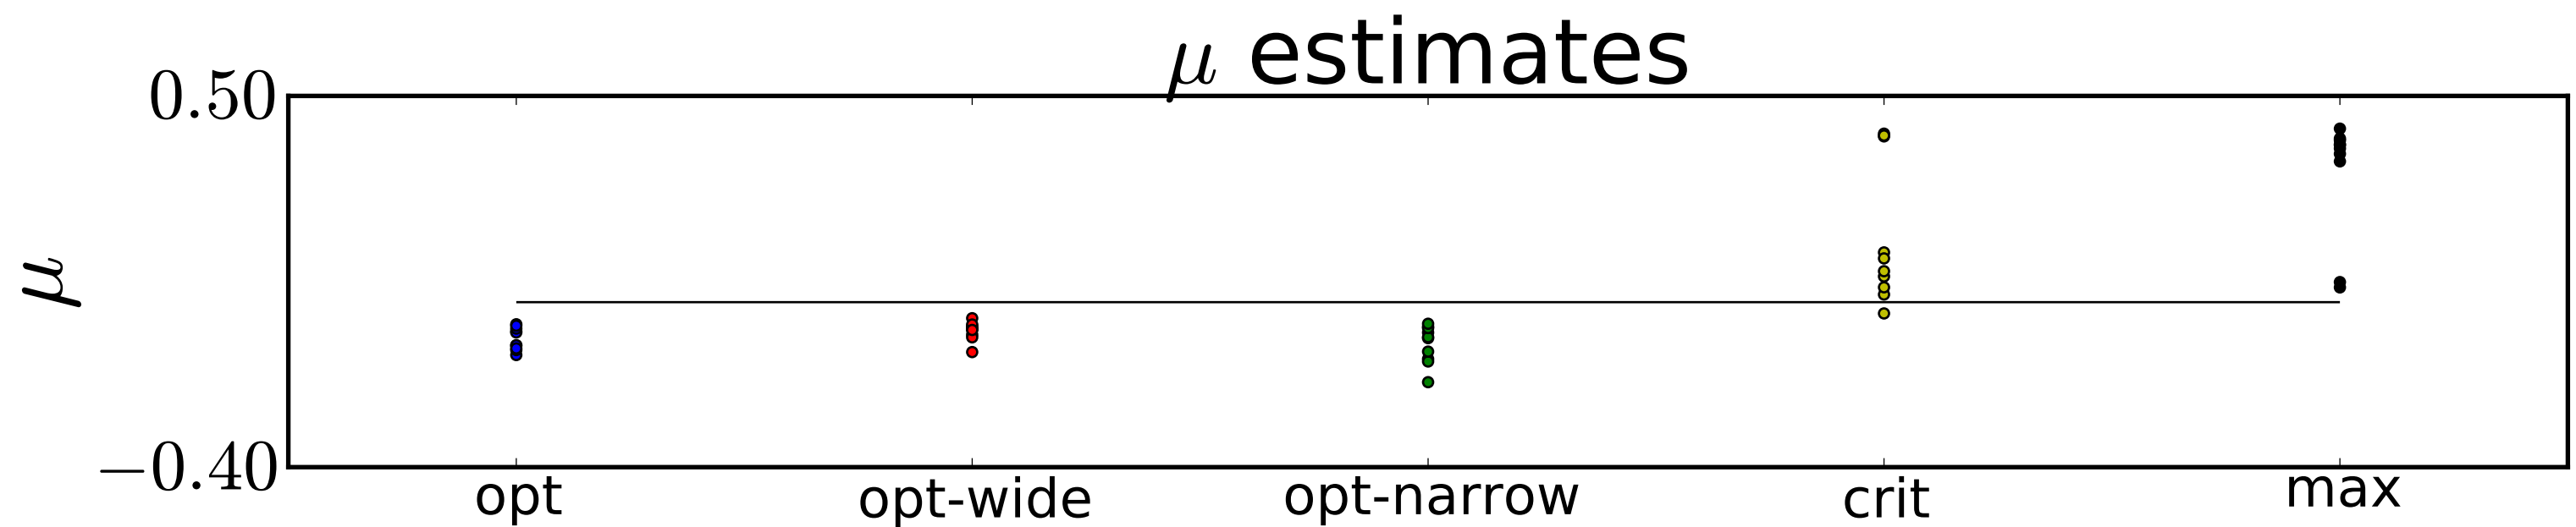 μ estimates
0.50
μ
−0.40
opt opt-wide opt-narrow crit max